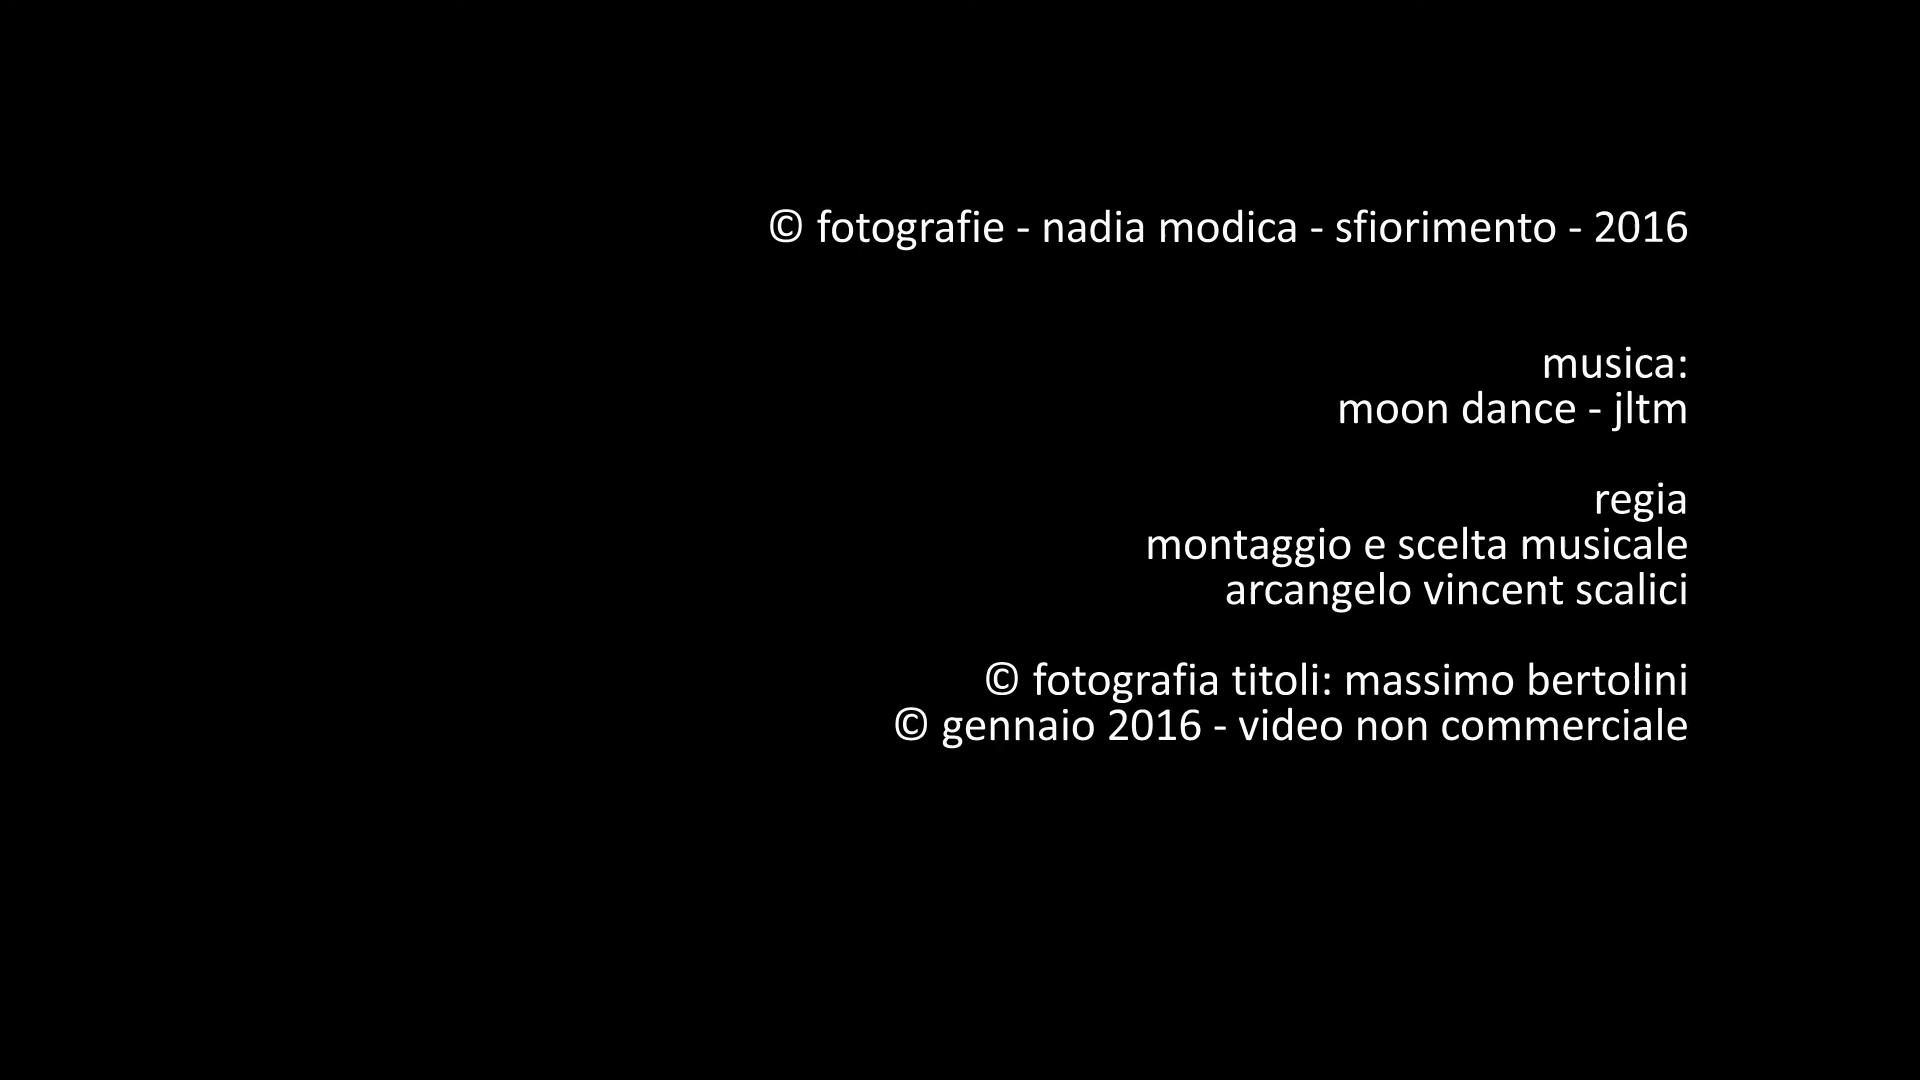 © fotografie - nadia modica - sfiorimento - 2016
musica:
moon dance - jltm
regia
montaggio e scelta musicale
arcangelo vincent scalici
© fotografia titoli: massimo bertolini
© gennaio 2016 - video non commerciale